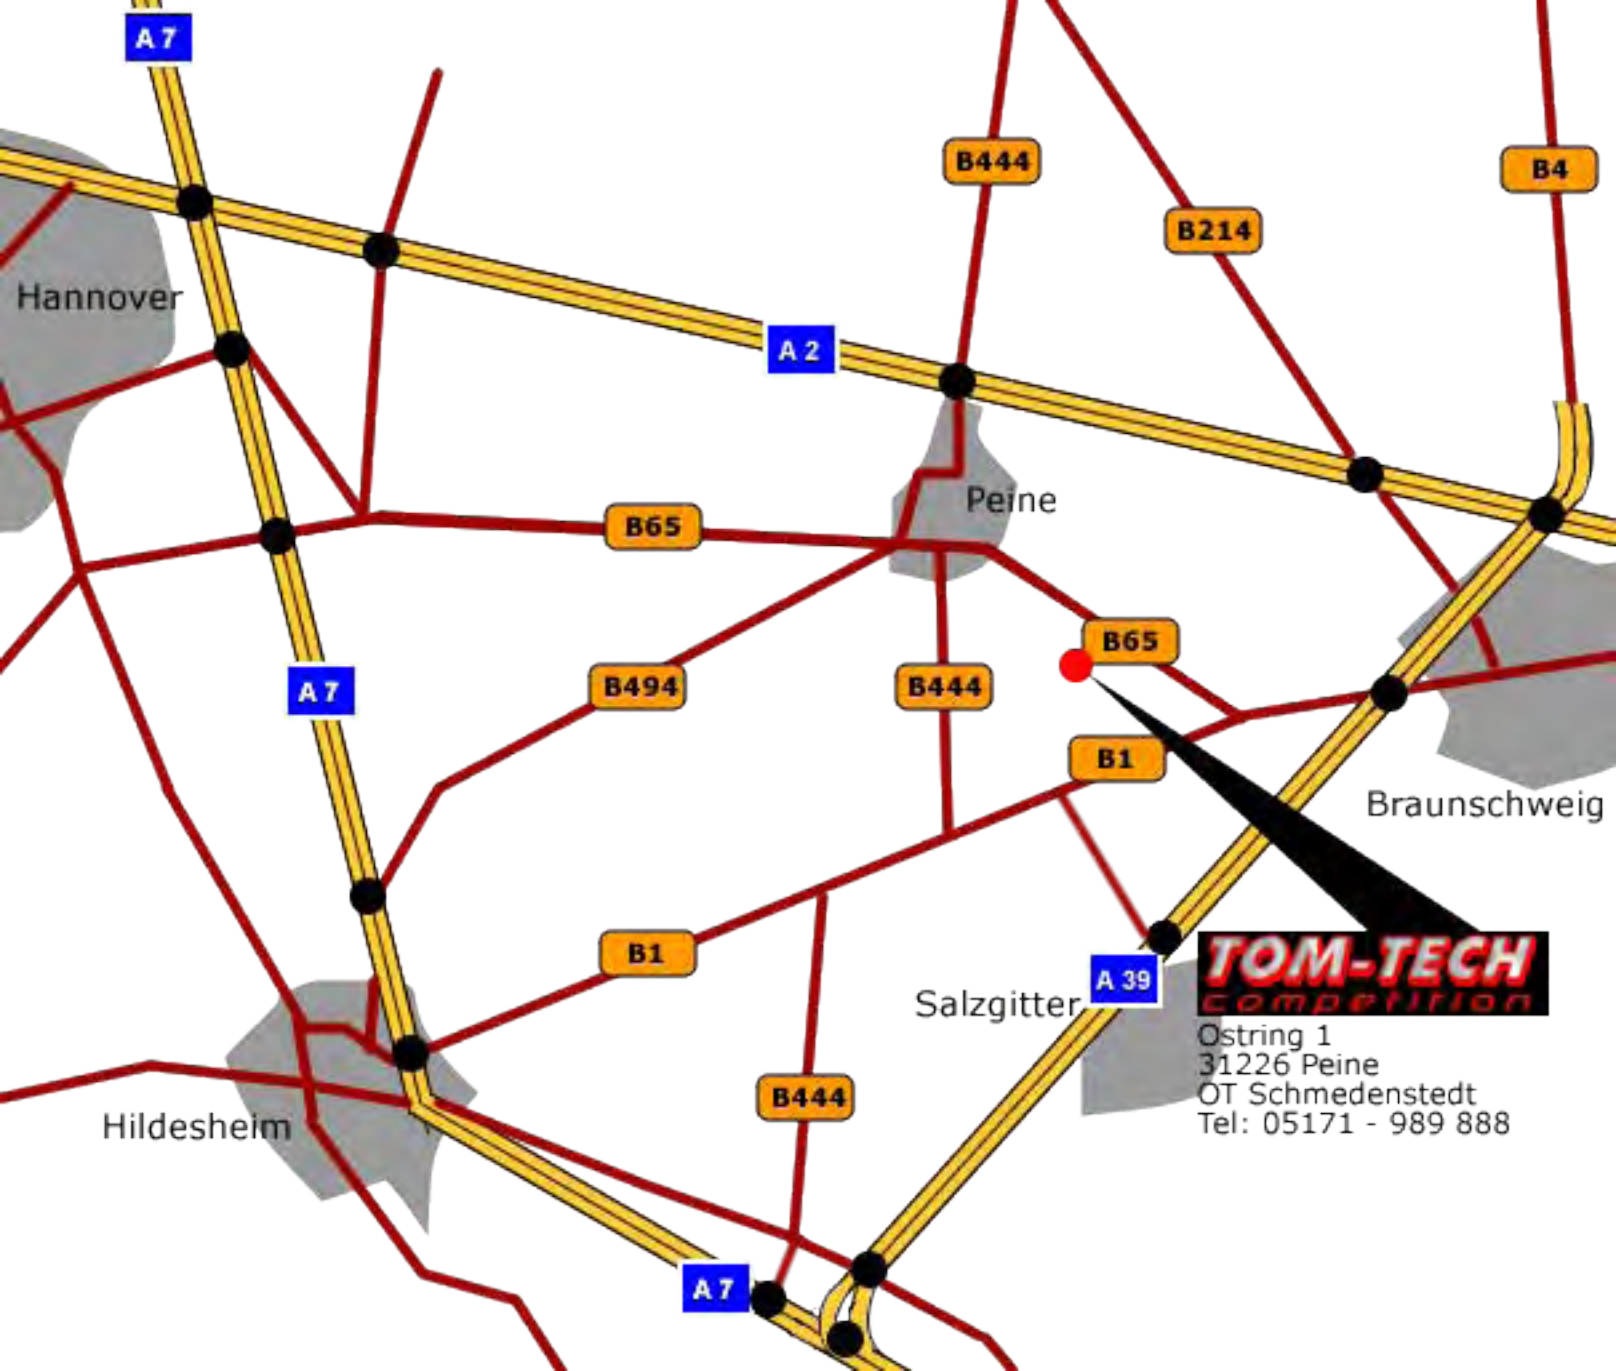 A 7
B444
B4
B214
Hannover
A 2
Peine
B65
B65
A 7
B494
B444
B1
Braunschweig
B1
TOM-TECH
competition
A 39
Salzgitter
Ostring 1
31226 Peine
OT Schmedenstedt
Tel: 05171 - 989 888
B444
Hildesheim
A 7